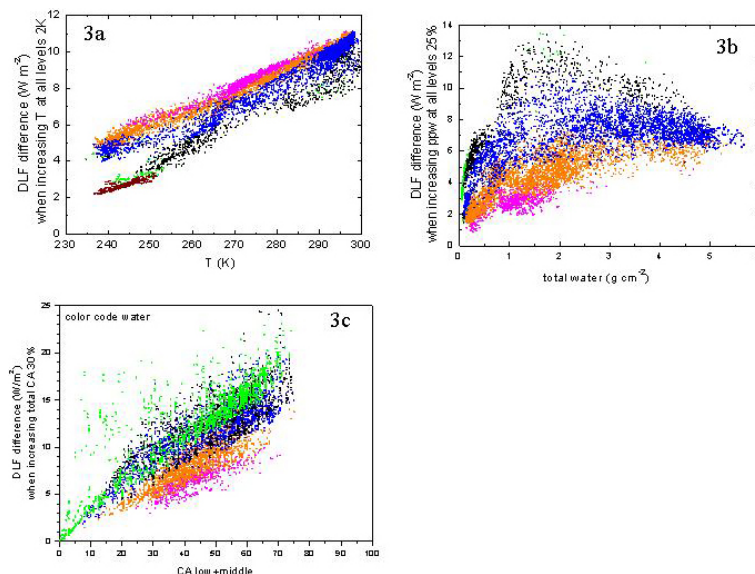 3a
DLF difference (W m-2)
when increasing T at all levels 2K
12
10
8
6
4
2
0
230 240 250 260 270 280 290 300
T (K)
3b
DLF difference (W m-2)
when increasing ppw at all levels 25%
14
12
10
8
6
4
2
0
0 1 2 3 4 5
total water (g cm-2)
color code water
3c
DLF difference (W/m2)
when increasing total CA 30%
25
20
15
10
5
0
0 10 20 30 40 50 60 70 80 90 100
CA low+middle